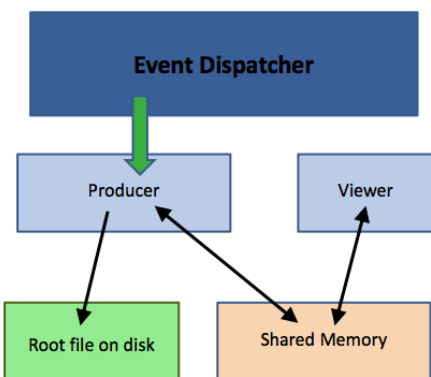 Event Dispatcher
Producer
Viewer
Root file on disk
Shared Memory